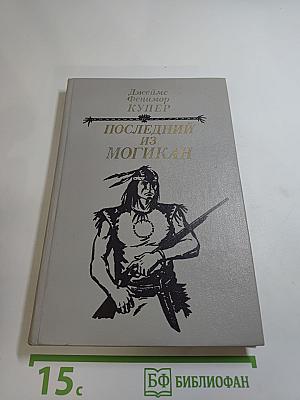 Джеймс
Фенимор
КУПЕР
ПОСЛЕДНИЙ
ИЗ
МОГИКАН
15с
БФ БИБЛИОФАН